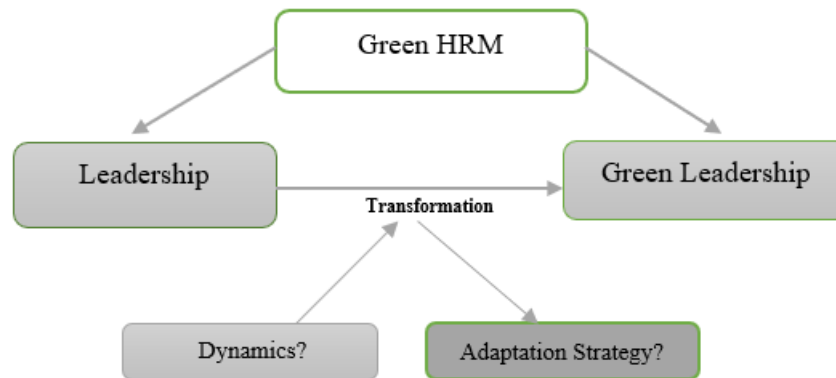 Green HRM
Leadership
Green Leadership
Transformation
Dynamics?
Adaptation Strategy?